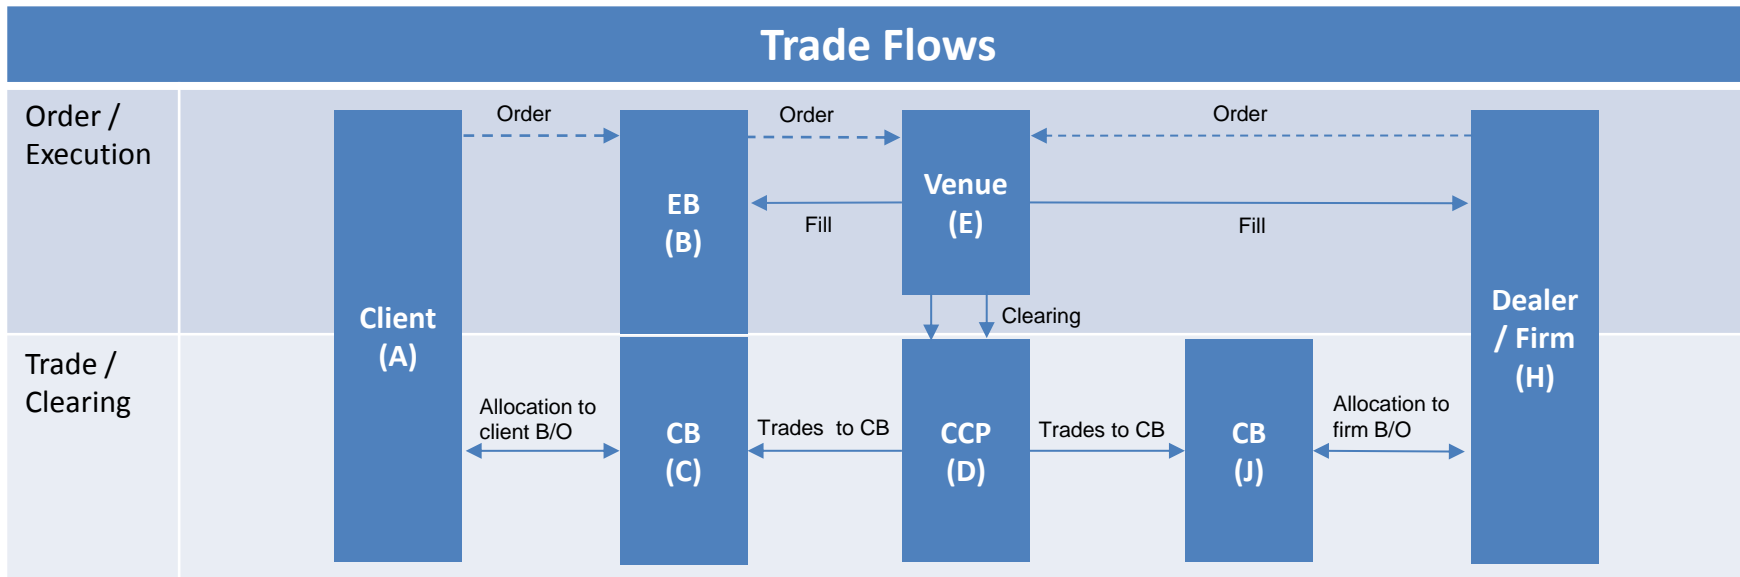 Trade Flows
Order /
Execution
Order
Order
Order
EB
(B)
Venue
(E)
Fill
Fill
Clearing
Client
(A)
Dealer
/ Firm
(H)
Trade /
Clearing
Allocation to
client B/O
CB
(C)
Trades to CB
CCP
(D)
Trades to CB
CB
(J)
Allocation to
firm B/O